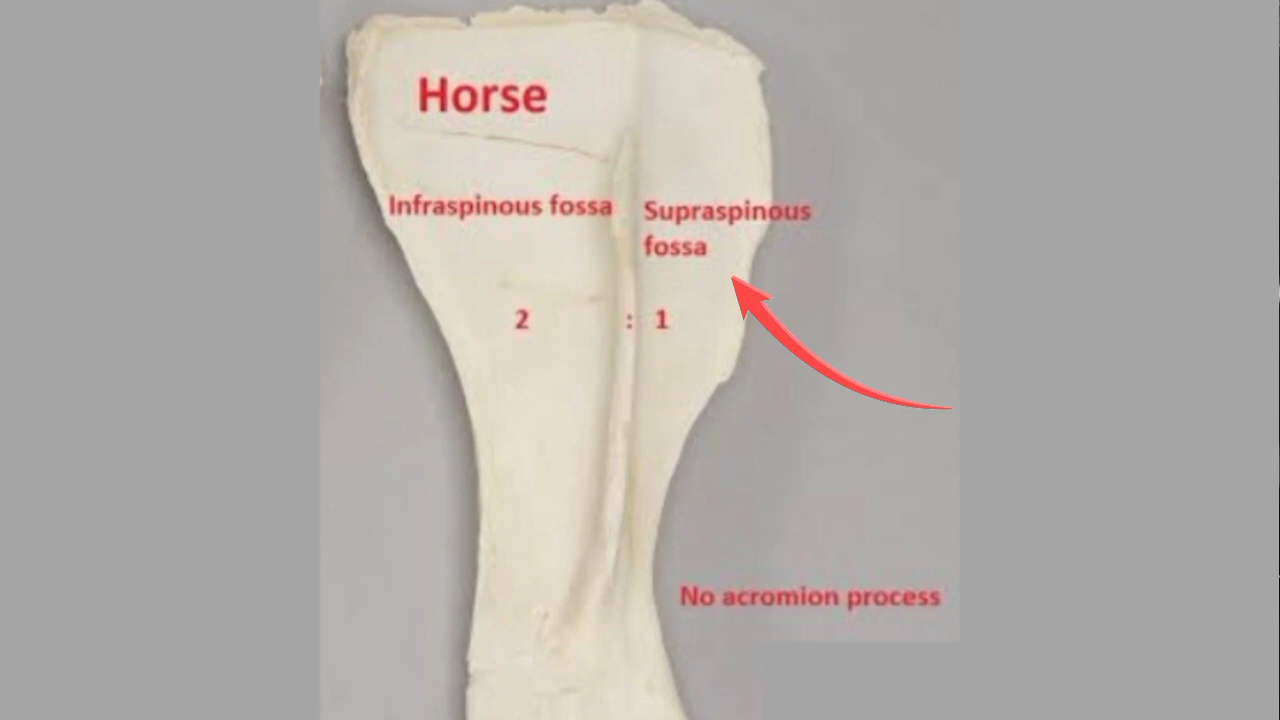 Horse
Infraspinous fossa
Supraspinous
fossa
2 : 1
No acromion process